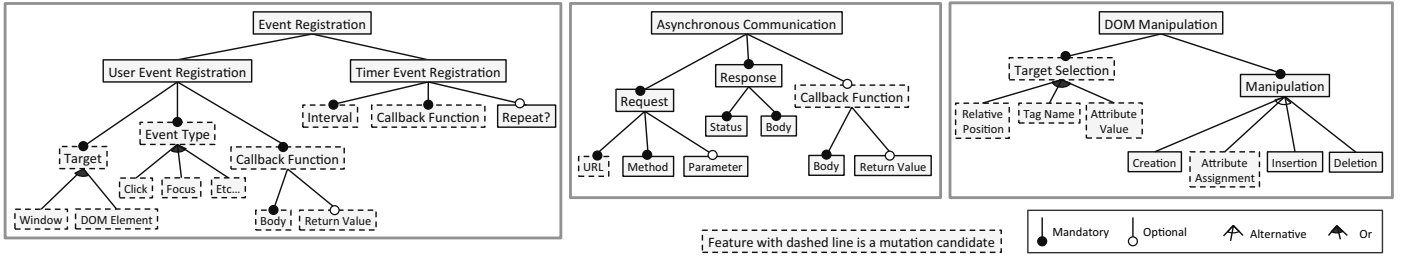 Event Registration
User Event Registration
Timer Event Registration
Target
Event Type
Callback Function
Interval
Callback Function
Repeat?
Window
DOM Element
Click
Focus
Etc...
Body
Return Value
Asynchronous Communication
Request
Response
Callback Function
URL
Method
Parameter
Status
Body
Body
Return Value
DOM Manipulation
Target Selection
Manipulation
Relative
Position
Tag Name
Attribute
Value
Creation
Attribute
Assignment
Insertion
Deletion
Feature with dashed line is a mutation candidate
Mandatory
Optional
Alternative
Or